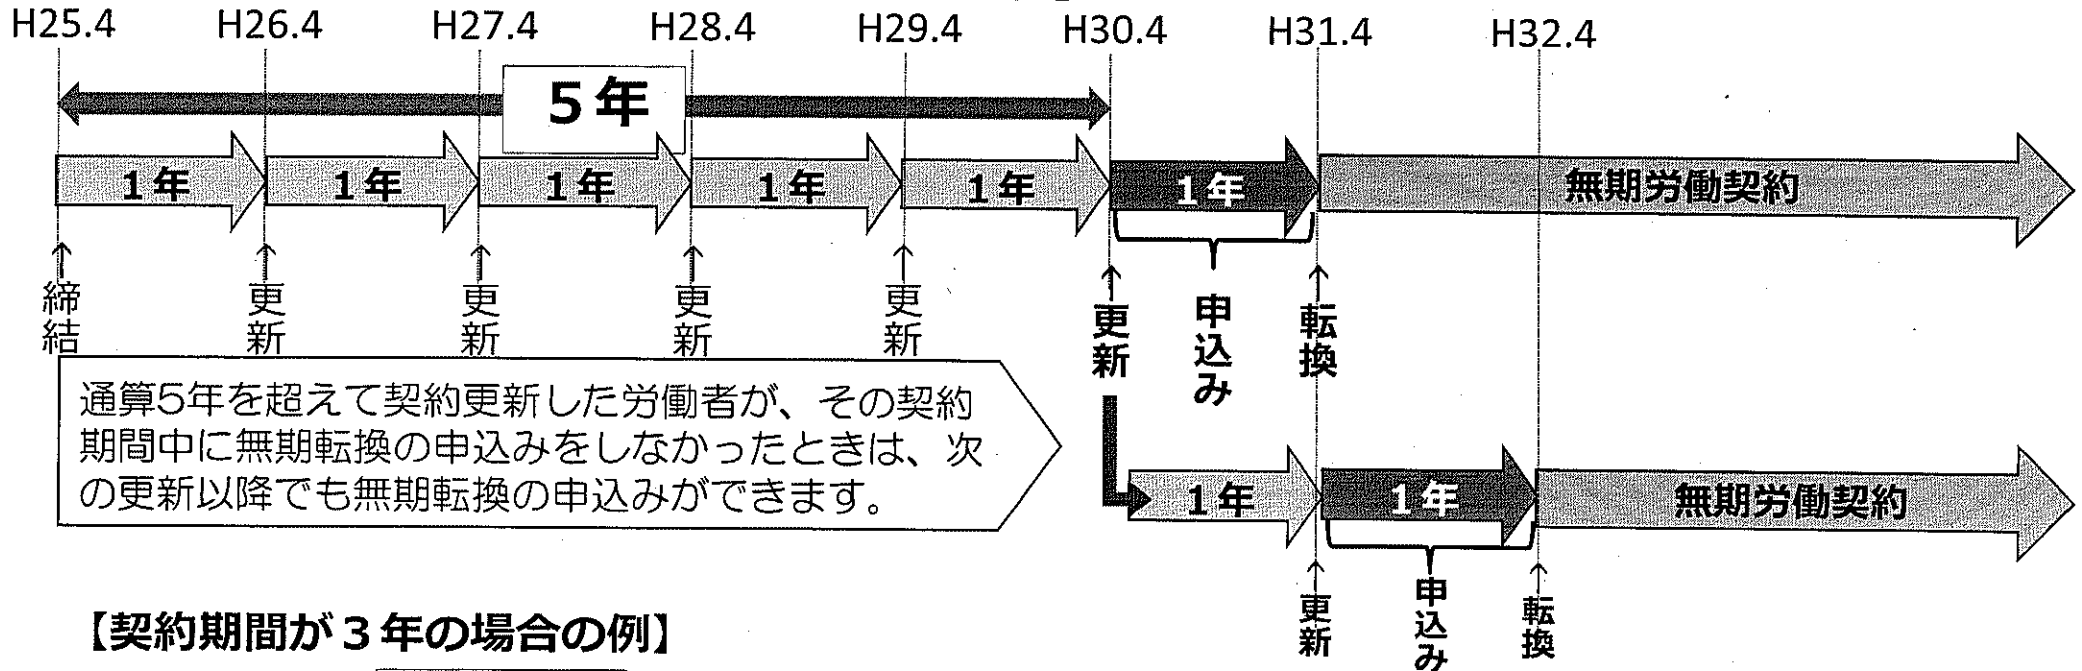 H25.4 H26.4 H27.4 H28.4 H29.4 H30.4 H31.4 H32.4
5年
1年 1年 1年 1年 1年 1年 無期労働契約
締結 更新 更新 更新 更新 更新 申込み 転換
通算5年を超えて契約更新した労働者が、その契約
期間中に無期転換の申込みをしなかったときは、次
の更新以降でも無期転換の申込みができます。
1年 1年 無期労働契約
更新 申込み 転換
【契約期間が3年の場合の例】